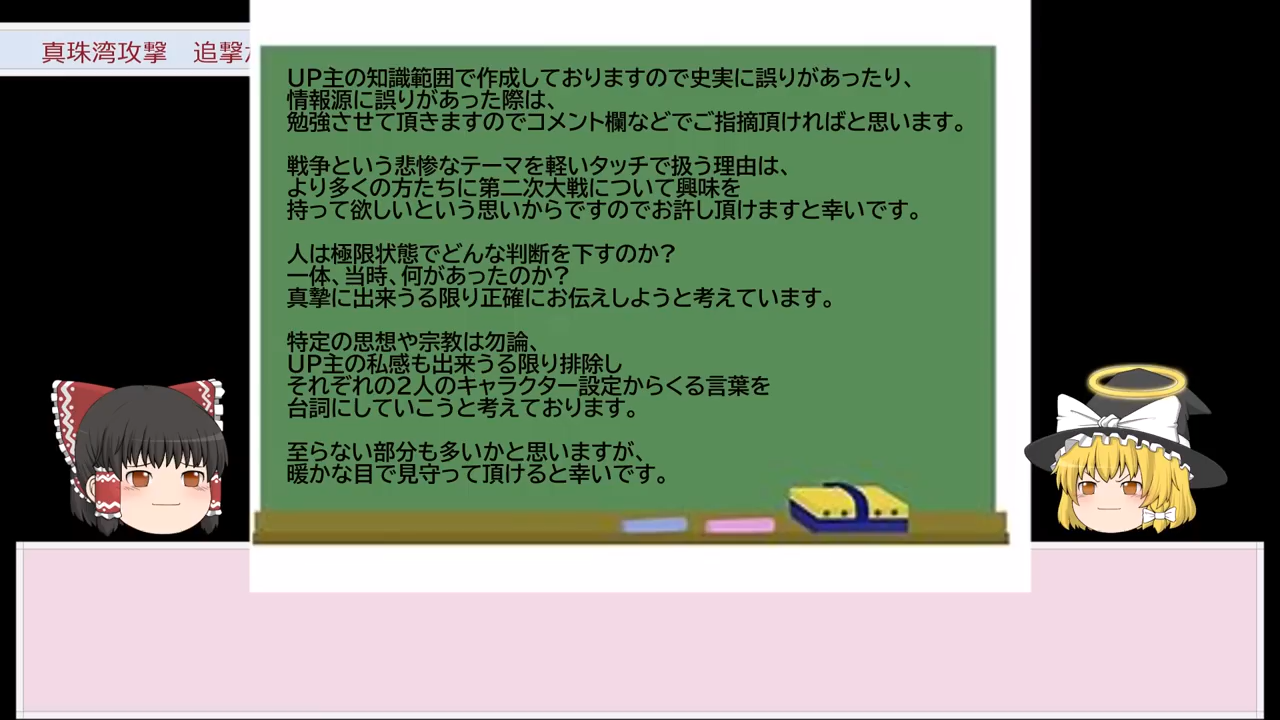 真珠湾攻撃　追撃
UP主の知識範囲で作成しておりますので史実に誤りがあったり、
情報源に誤りがあった際は、
勉強させて頂きますのでコメント欄などでご指摘頂ければと思います。
戦争という悲惨なテーマを軽いタッチで扱う理由は、
より多くの方たちに第二次大戦について興味を
持って欲しいという思いからですのでお許し頂けますと幸いです。
人は極限状態でどんな判断を下すのか？
一体、当時、何があったのか？
真摯に出来うる限り正確にお伝えしようと考えています。
特定の思想や宗教は勿論、
UP主の私感も出来うる限り排除し
それぞれの2人のキャラクター設定からくる言葉を
台詞にしていこうと考えております。
至らない部分も多いかと思いますが、
暖かな目で見守って頂けると幸いです。